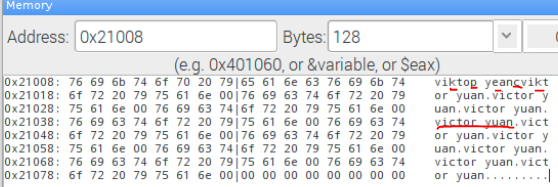 Memory
Address: 0x21008 Bytes: 128
(e.g. 0x401060, or &variable, or $eax)
0x21008: 76 69 6b 74 6f 70 20 79|65 61 6e 63 76 69 6b 74 viktop yeancvikt
0x21018: 6f 72 20 79 75 61 6e 00|76 69 63 74 6f 72 20 79 or yuan.victor y
0x21028: 75 61 6e 00 76 69 63 74|6f 72 20 79 75 61 6e 00 uan.victor yuan.
0x21038: 76 69 63 74 6f 72 20 79|75 61 6e 00 76 69 63 74 victor yuan.vict
0x21048: 6f 72 20 79 75 61 6e 00|76 69 63 74 6f 72 20 79 or yuan.victor y
0x21058: 75 61 6e 00 76 69 63 74|6f 72 20 79 75 61 6e 00 uan.victor yuan.
0x21068: 76 69 63 74 6f 72 20 79|75 61 6e 00 76 69 63 74 victor yuan.vict
0x21078: 6f 72 20 79 75 61 6e 00|00 00 00 00 00 00 00 00 or yuan.........